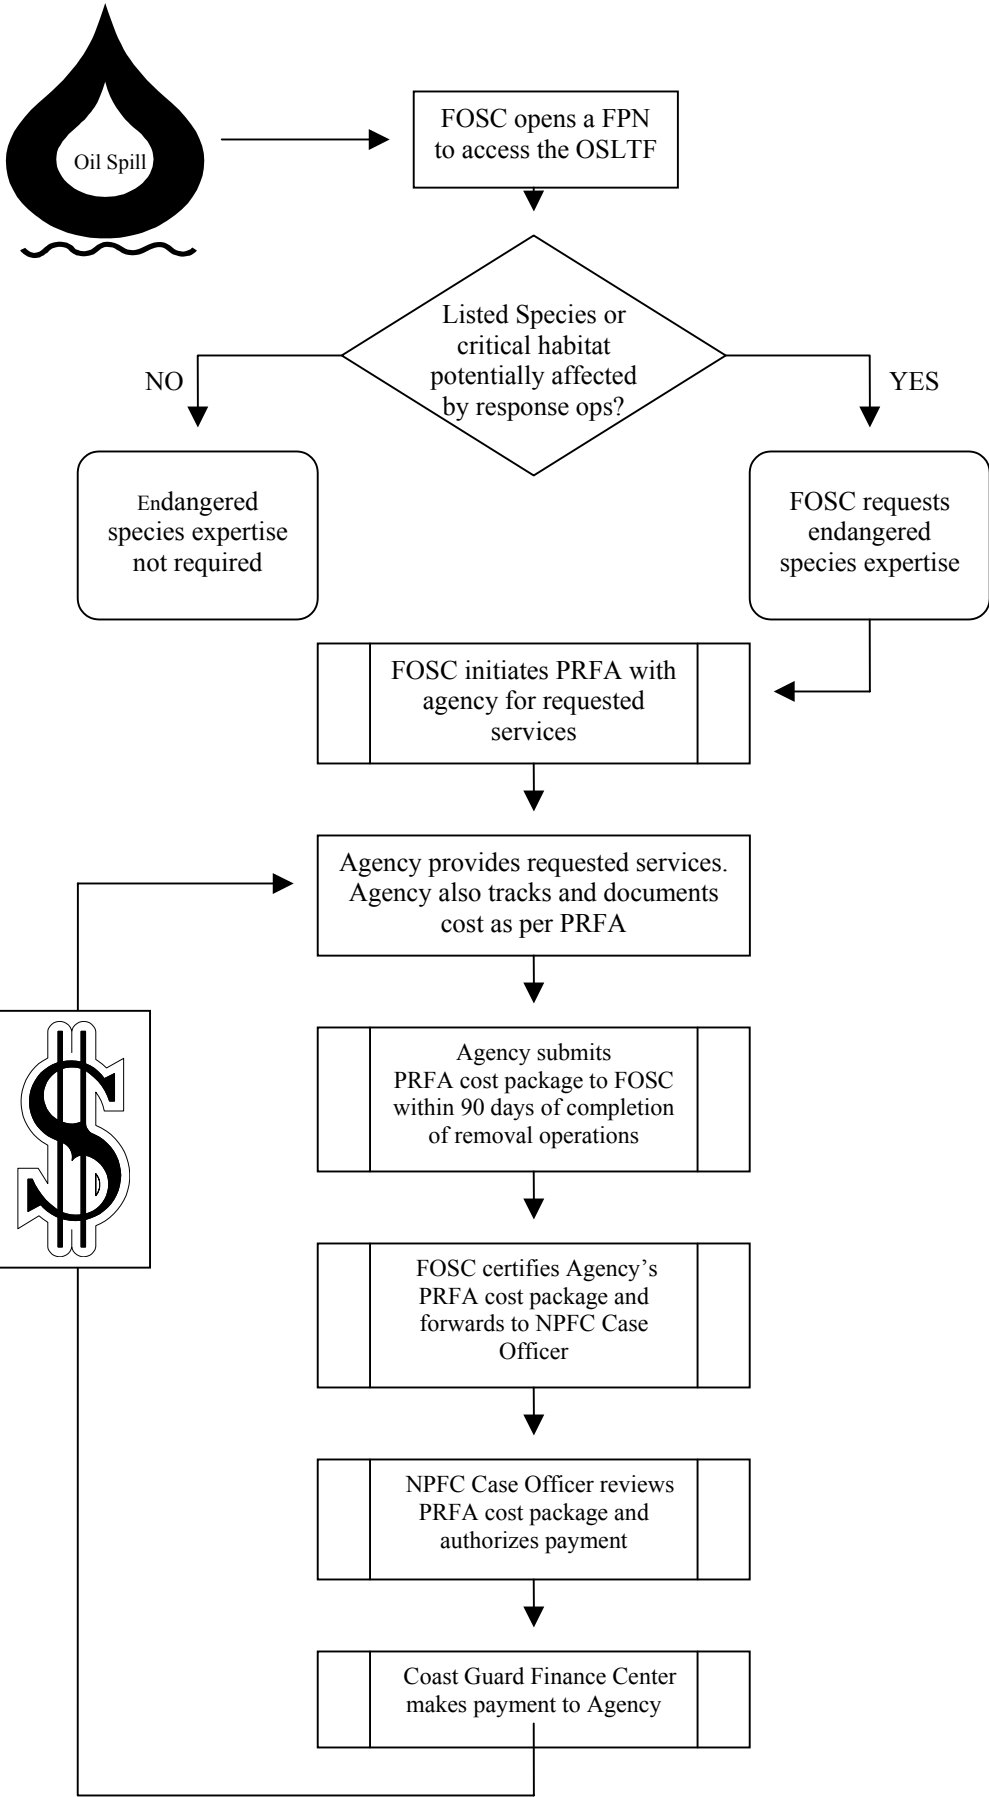 Oil Spill
FOSC opens a FPN
to access the OSLTF
Listed Species or
critical habitat
potentially affected
by response ops?
NO
YES
Endangered
species expertise
not required
FOSC requests
endangered
species expertise
FOSC initiates PRFA with
agency for requested
services
Agency provides requested services.
Agency also tracks and documents
cost as per PRFA
Agency submits
PRFA cost package to FOSC
within 90 days of completion
of removal operations
$
FOSC certifies Agency’s
PRFA cost package and
forwards to NPFC Case
Officer
NPFC Case Officer reviews
PRFA cost package and
authorizes payment
Coast Guard Finance Center
makes payment to Agency